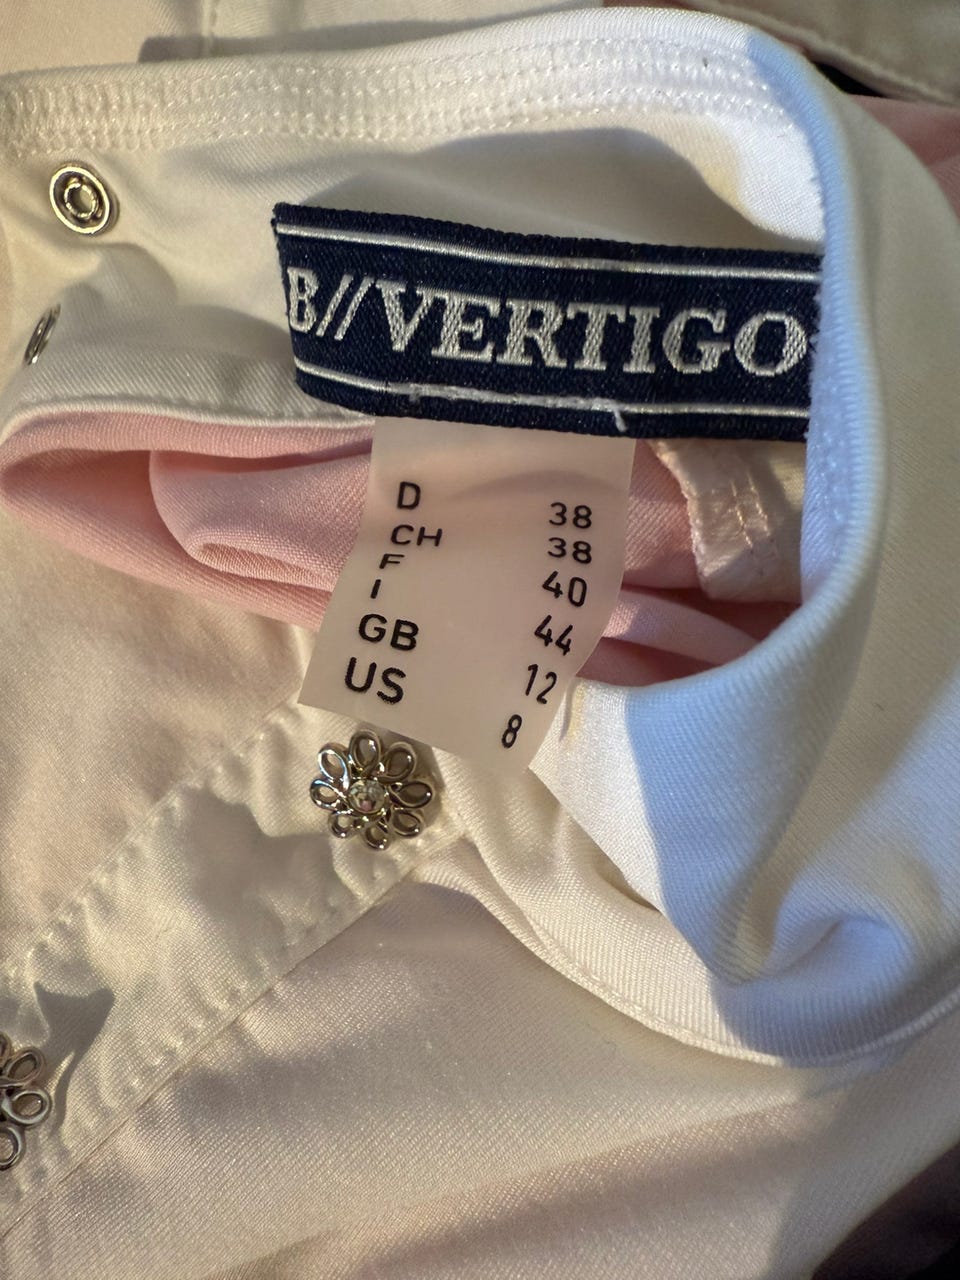 B//VERTIGO
D 38
CH 38
F 40
I 44
GB 12
US 8